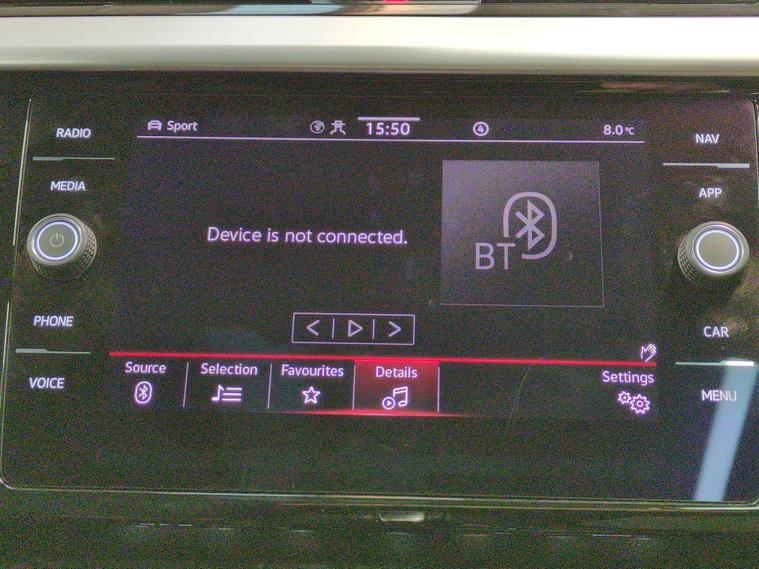 RADIO
MEDIA
PHONE
VOICE
Sport
15:50
4
8.0°C
Device is not connected.
BT
Source
Selection
Favourites
Details
Settings
NAV
APP
CAR
MENU